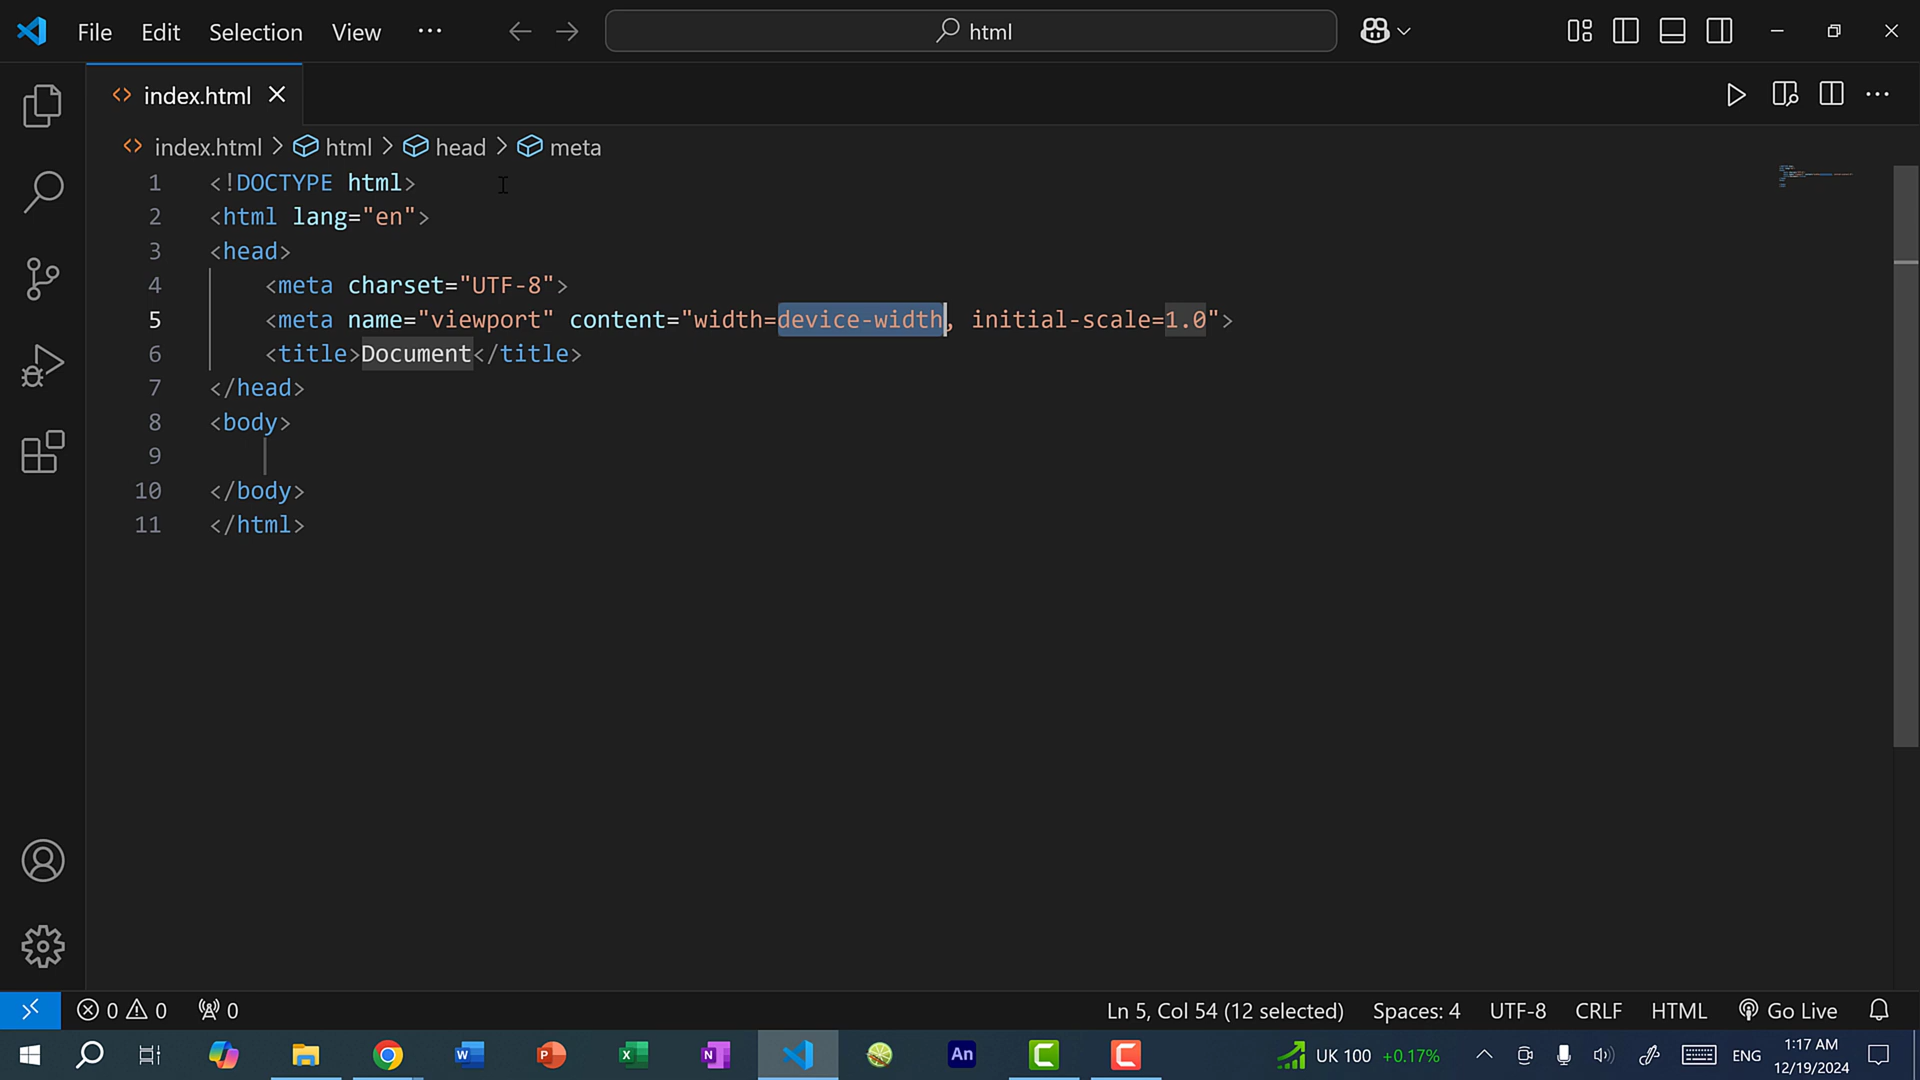 File Edit Selection View ··· html
index.html
index.html > html > head > meta
1 <!DOCTYPE html>
2 <html lang="en">
3 <head>
4 <meta charset="UTF-8">
5 <meta name="viewport" content="width=device-width, initial-scale=1.0">
6 <title>Document</title>
7 </head>
8 <body>
9
10 </body>
11 </html>
0 0 0 Ln 5, Col 54 (12 selected) Spaces: 4 UTF-8 CRLF HTML Go Live
W P X N An C C UK 100 +0.17% ENG 1:17 AM
12/19/2024